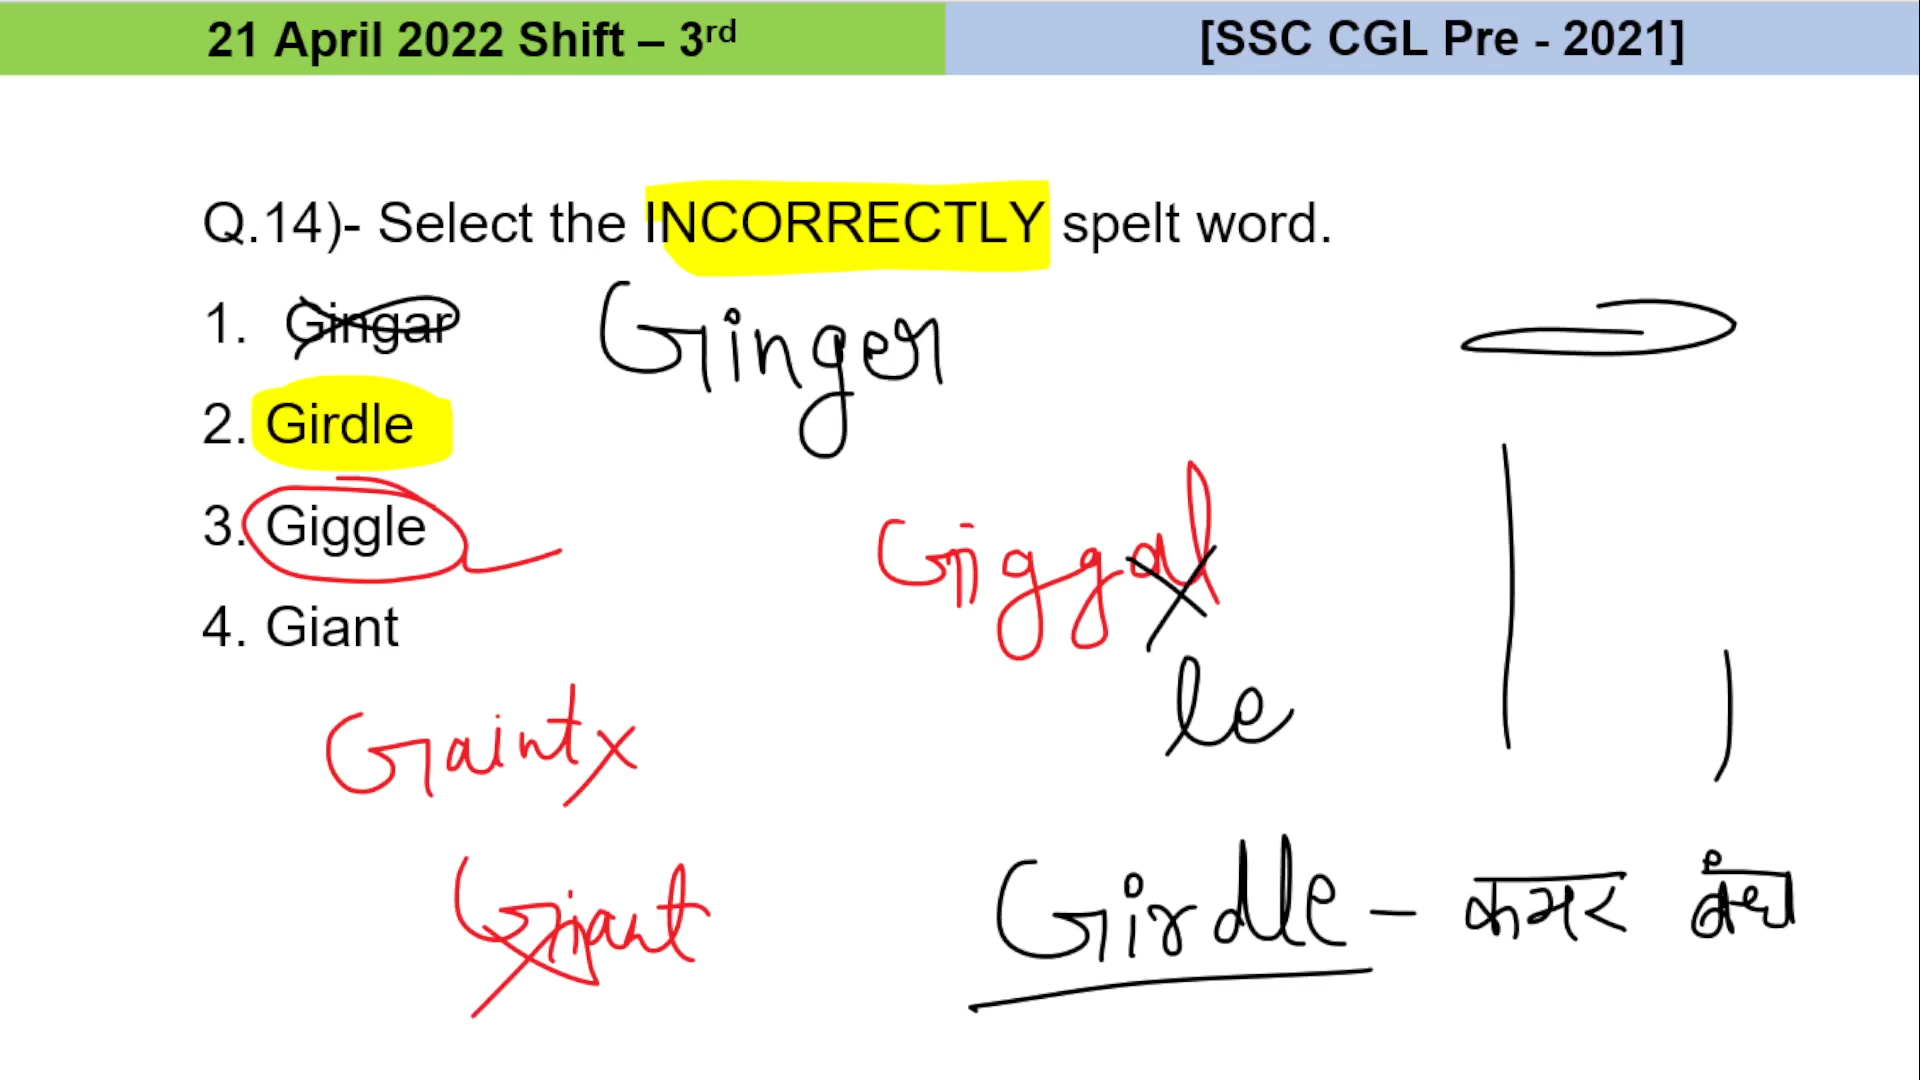 21 April 2022 Shift – 3rd
[SSC CGL Pre - 2021]
Q.14)- Select the INCORRECTLY spelt word.
1. Gingar
Ginger
2. Girdle
3. Giggle
Giggal
4. Giant
le
Gaint x
Girdle – कमर
Gijant